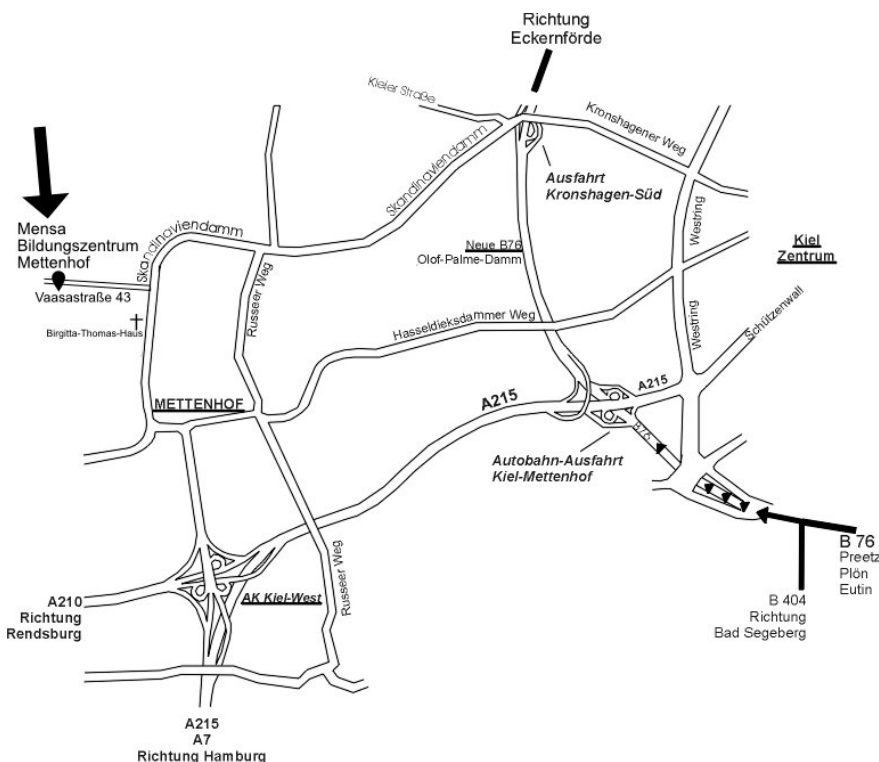 Richtung
Eckernförde
Kieler Straße
Kronshagener Weg
Skandinaviendamm
Ausfahrt
Kronshagen-Süd
Mensa
Bildungszentrum
Mettenhof
Vaasastraße 43
Skandinaviendamm
Skandinaviendamm
Neue B76
Olof-Palme-Damm
Westring
Kiel
Zentrum
Russeer Weg
Birgitta-Thomas-Haus
Hasseldieksdammer Weg
Westring
Schützenwall
METTENHOF
A215
A215
B76
Autobahn-Ausfahrt
Kiel-Mettenhof
B 76
Preetz
Plön
Eutin
B 404
Richtung
Bad Segeberg
Russeer Weg
AK Kiel-West
A210
Richtung
Rendsburg
A215
A7
Richtung Hamburg